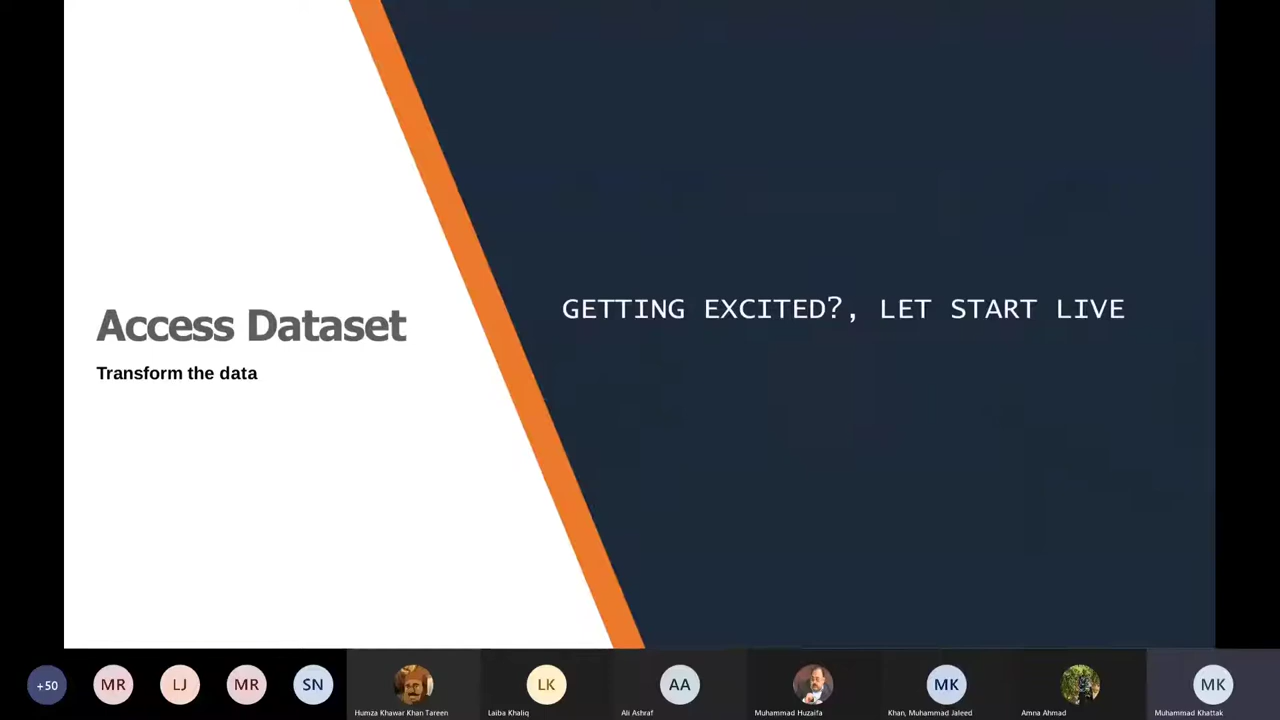 GETTING EXCITED?, LET START LIVE
Access Dataset
Transform the data
+50
MR
LJ
MR
SN
LK
AA
MK
MK
Humza Khawar Khan Tareen
Laiba Khaliq
Ali Ashraf
Muhammad Huzaifa
Khan, Muhammad Jaleed
Amna Ahmad
Muhammad Khattak